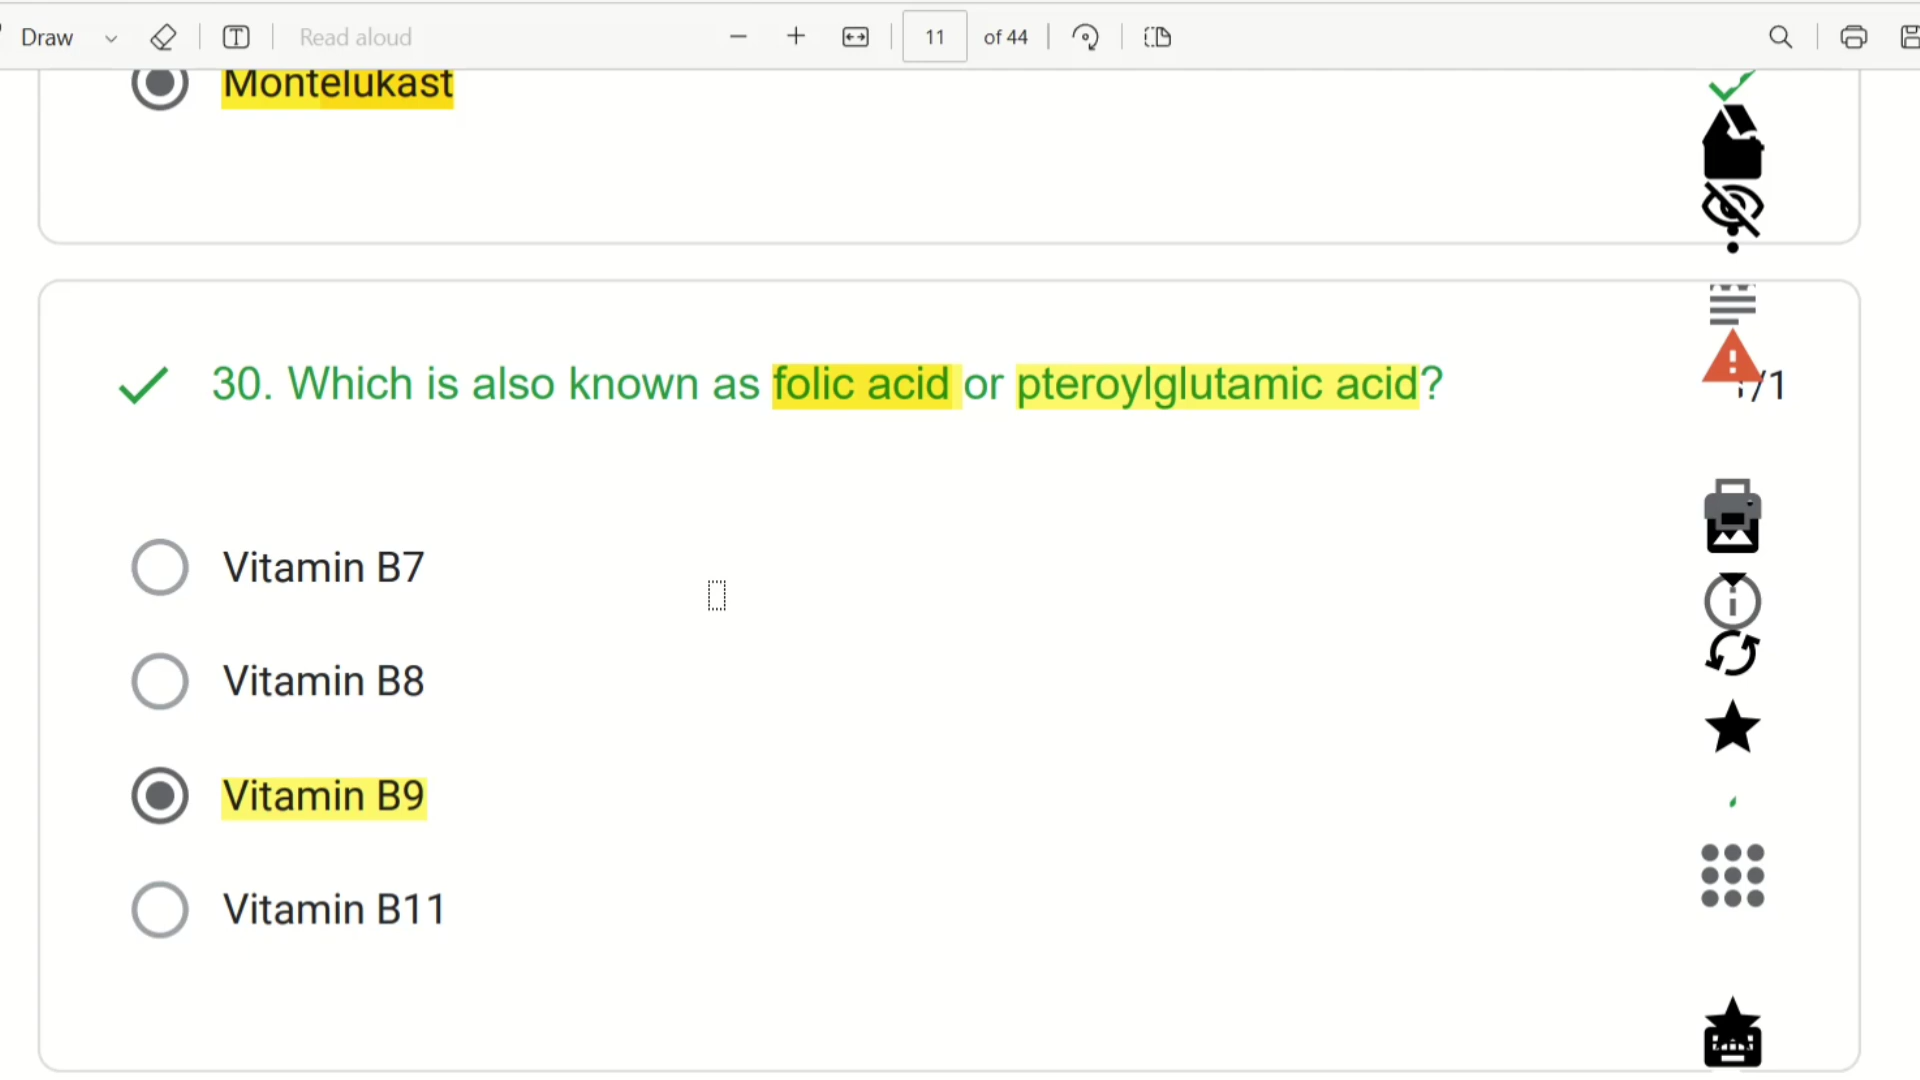 Draw
Read aloud
11 of 44
Montelukast
30. Which is also known as folic acid or pteroylglutamic acid?
/1
Vitamin B7
Vitamin B8
Vitamin B9
Vitamin B11